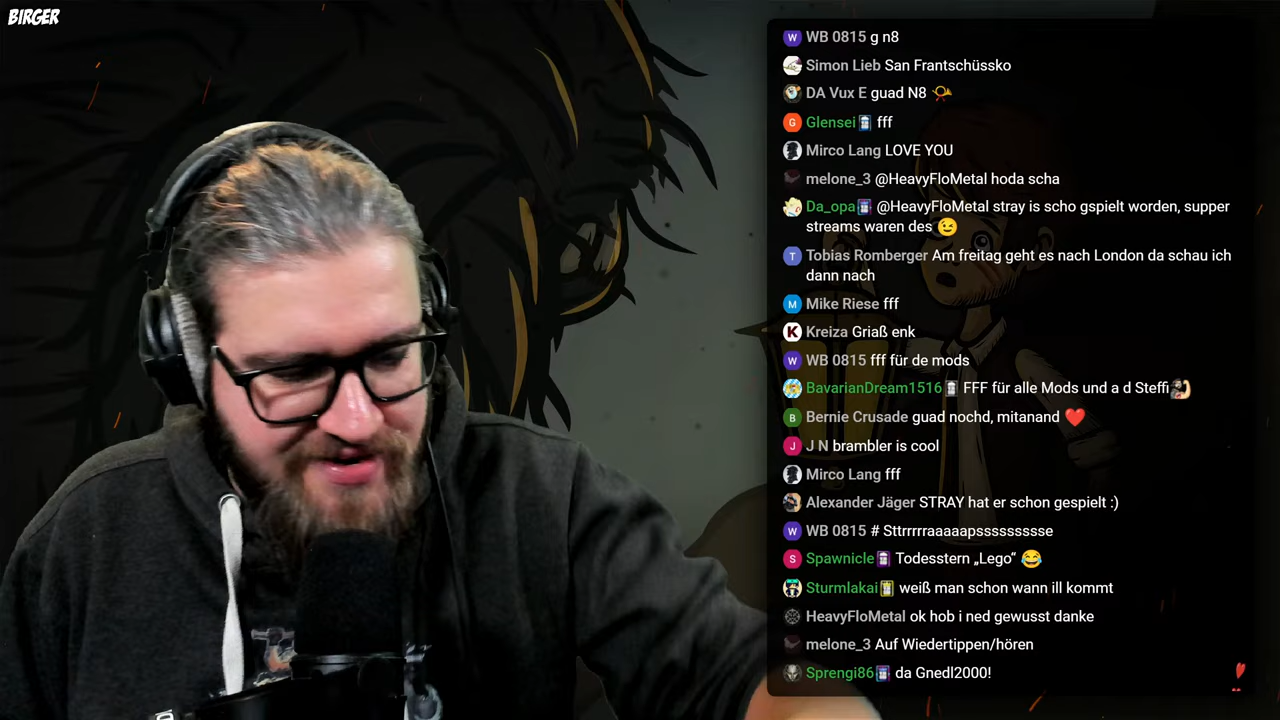 BIRGER
W WB 0815 g n8
Simon Lieb San Frantschüssko
DA Vux E guad N8
G Glensei fff
Mirco Lang LOVE YOU
melone_3 @HeavyFloMetal hoda scha
Da_opa @HeavyFloMetal stray is scho gspielt worden, supper
streams waren des 😉
T Tobias Romberger Am freitag geht es nach London da schau ich
dann nach
M Mike Riese fff
K Kreiza Griaß enk
W WB 0815 fff für de mods
BavarianDream1516 FFF für alle Mods und a d Steffi
B Bernie Crusade guad nochd, mitanand ❤️
J J N brambler is cool
Mirco Lang fff
Alexander Jäger STRAY hat er schon gespielt :)
W WB 0815 # Sttrrrrraaaaapssssssssse
S Spawnicle Todesstern „Lego“ 😂
Sturmlakai weiß man schon wann ill kommt
HeavyFloMetal ok hob i ned gewusst danke
melone_3 Auf Wiedertippen/hören
Sprengi86 da Gnedl2000!